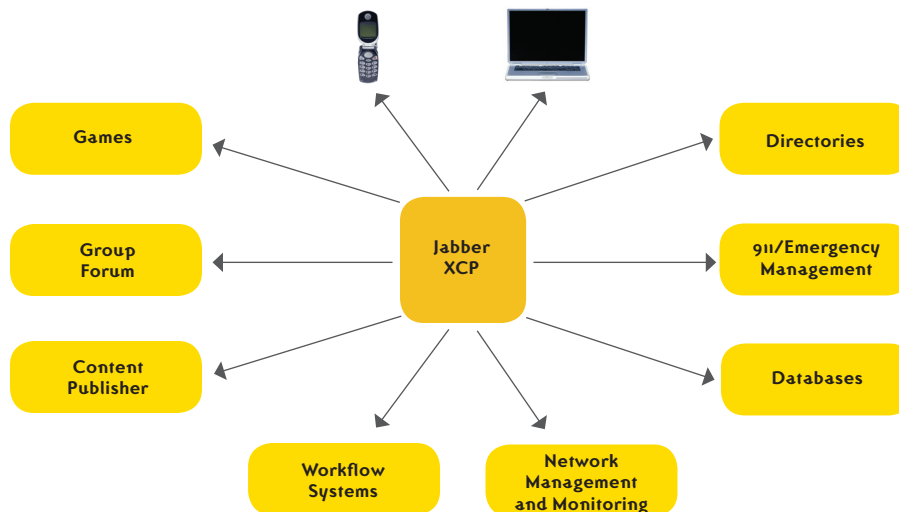 Games
Directories
Group
Forum
Jabber
XCP
911/Emergency
Management
Content
Publisher
Databases
Workflow
Systems
Network
Management
and Monitoring